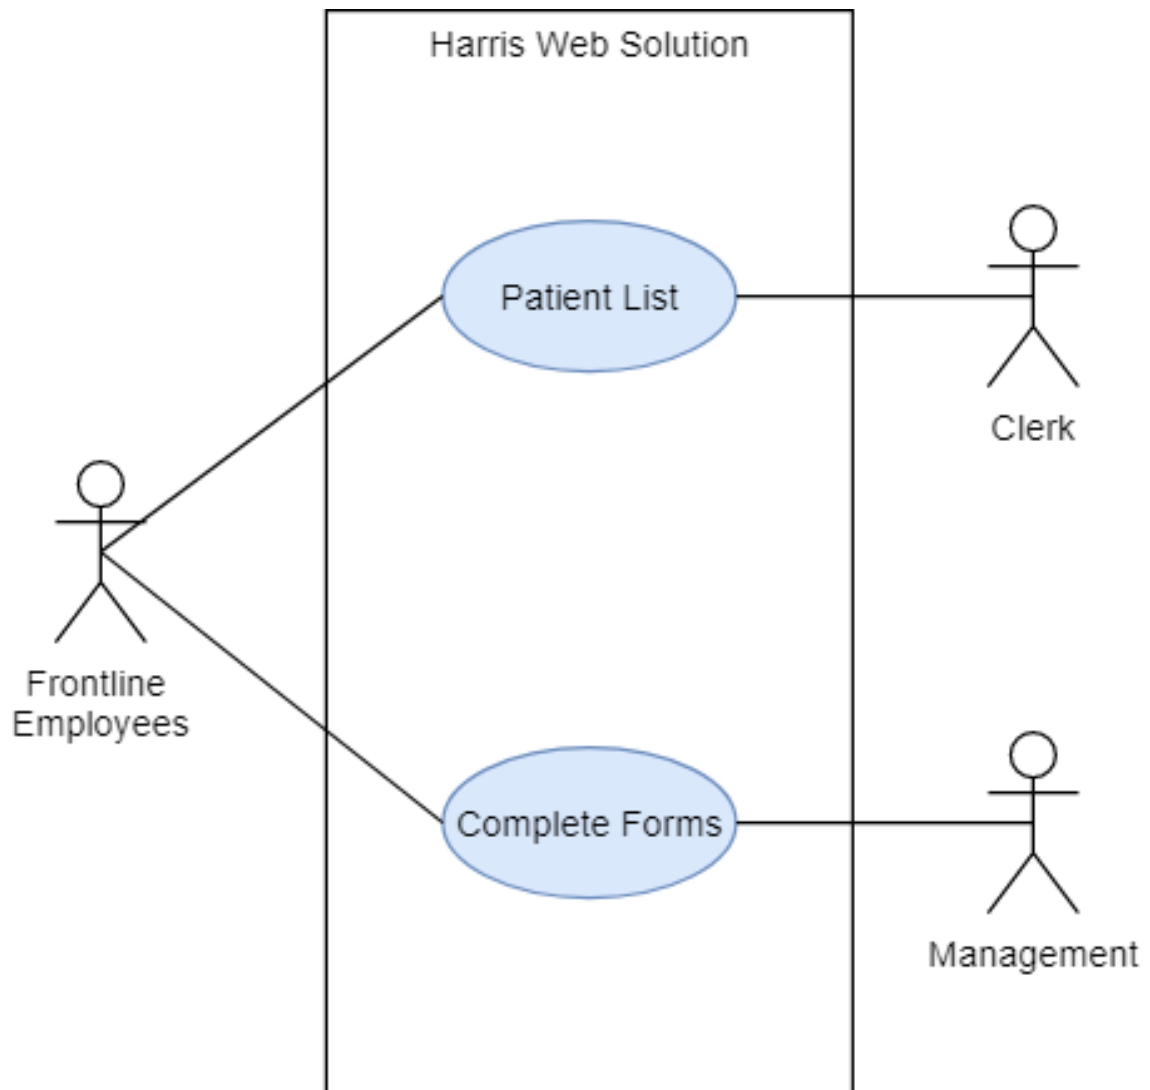 Harris Web Solution
Patient List
Clerk
Frontline
Employees
Complete Forms
Management